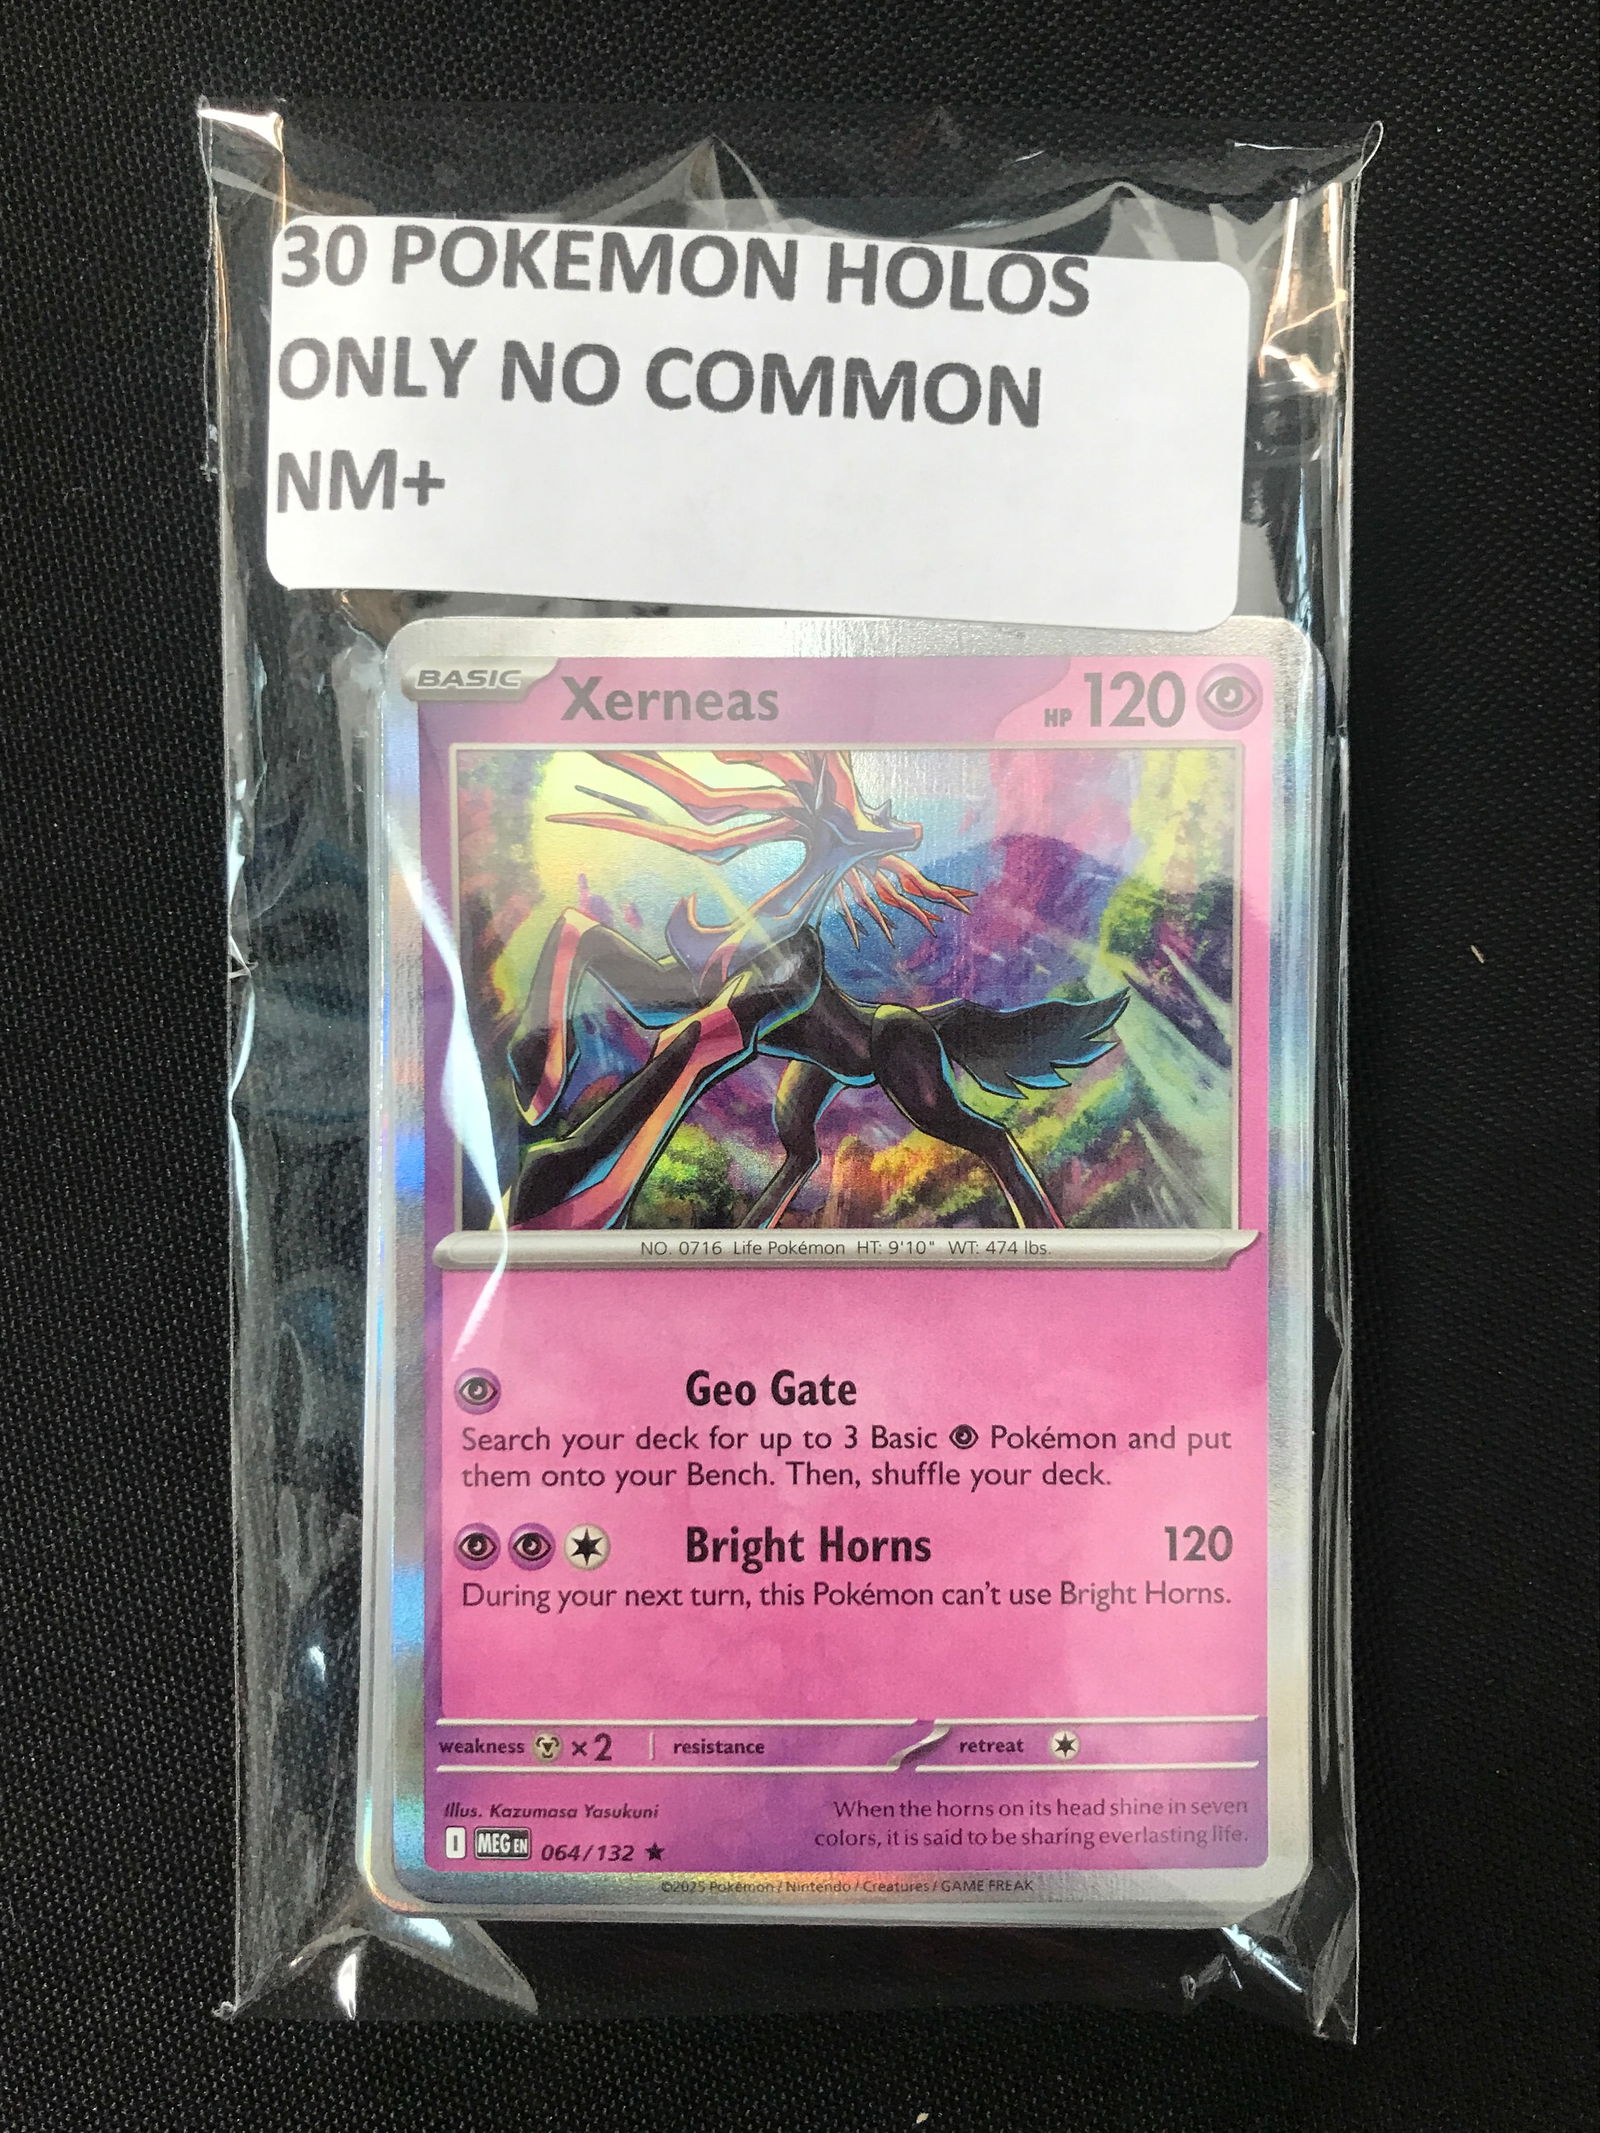 30 POKEMON HOLOS
ONLY NO COMMON
NM+
BASIC Xerneas HP 120
NO. 0716 Life Pokémon HT: 9'10" WT: 474 lbs.
Geo Gate
Search your deck for up to 3 Basic Pokémon and put
them onto your Bench. Then, shuffle your deck.
Bright Horns 120
During your next turn, this Pokémon can't use Bright Horns.
weakness ×2 resistance retreat
Illus. Kazumasa Yasukuni
When the horns on its head shine in seven
colors, it is said to be sharing everlasting life.
I MEG EN 064/132 ★
©2025 Pokémon / Nintendo / Creatures / GAME FREAK